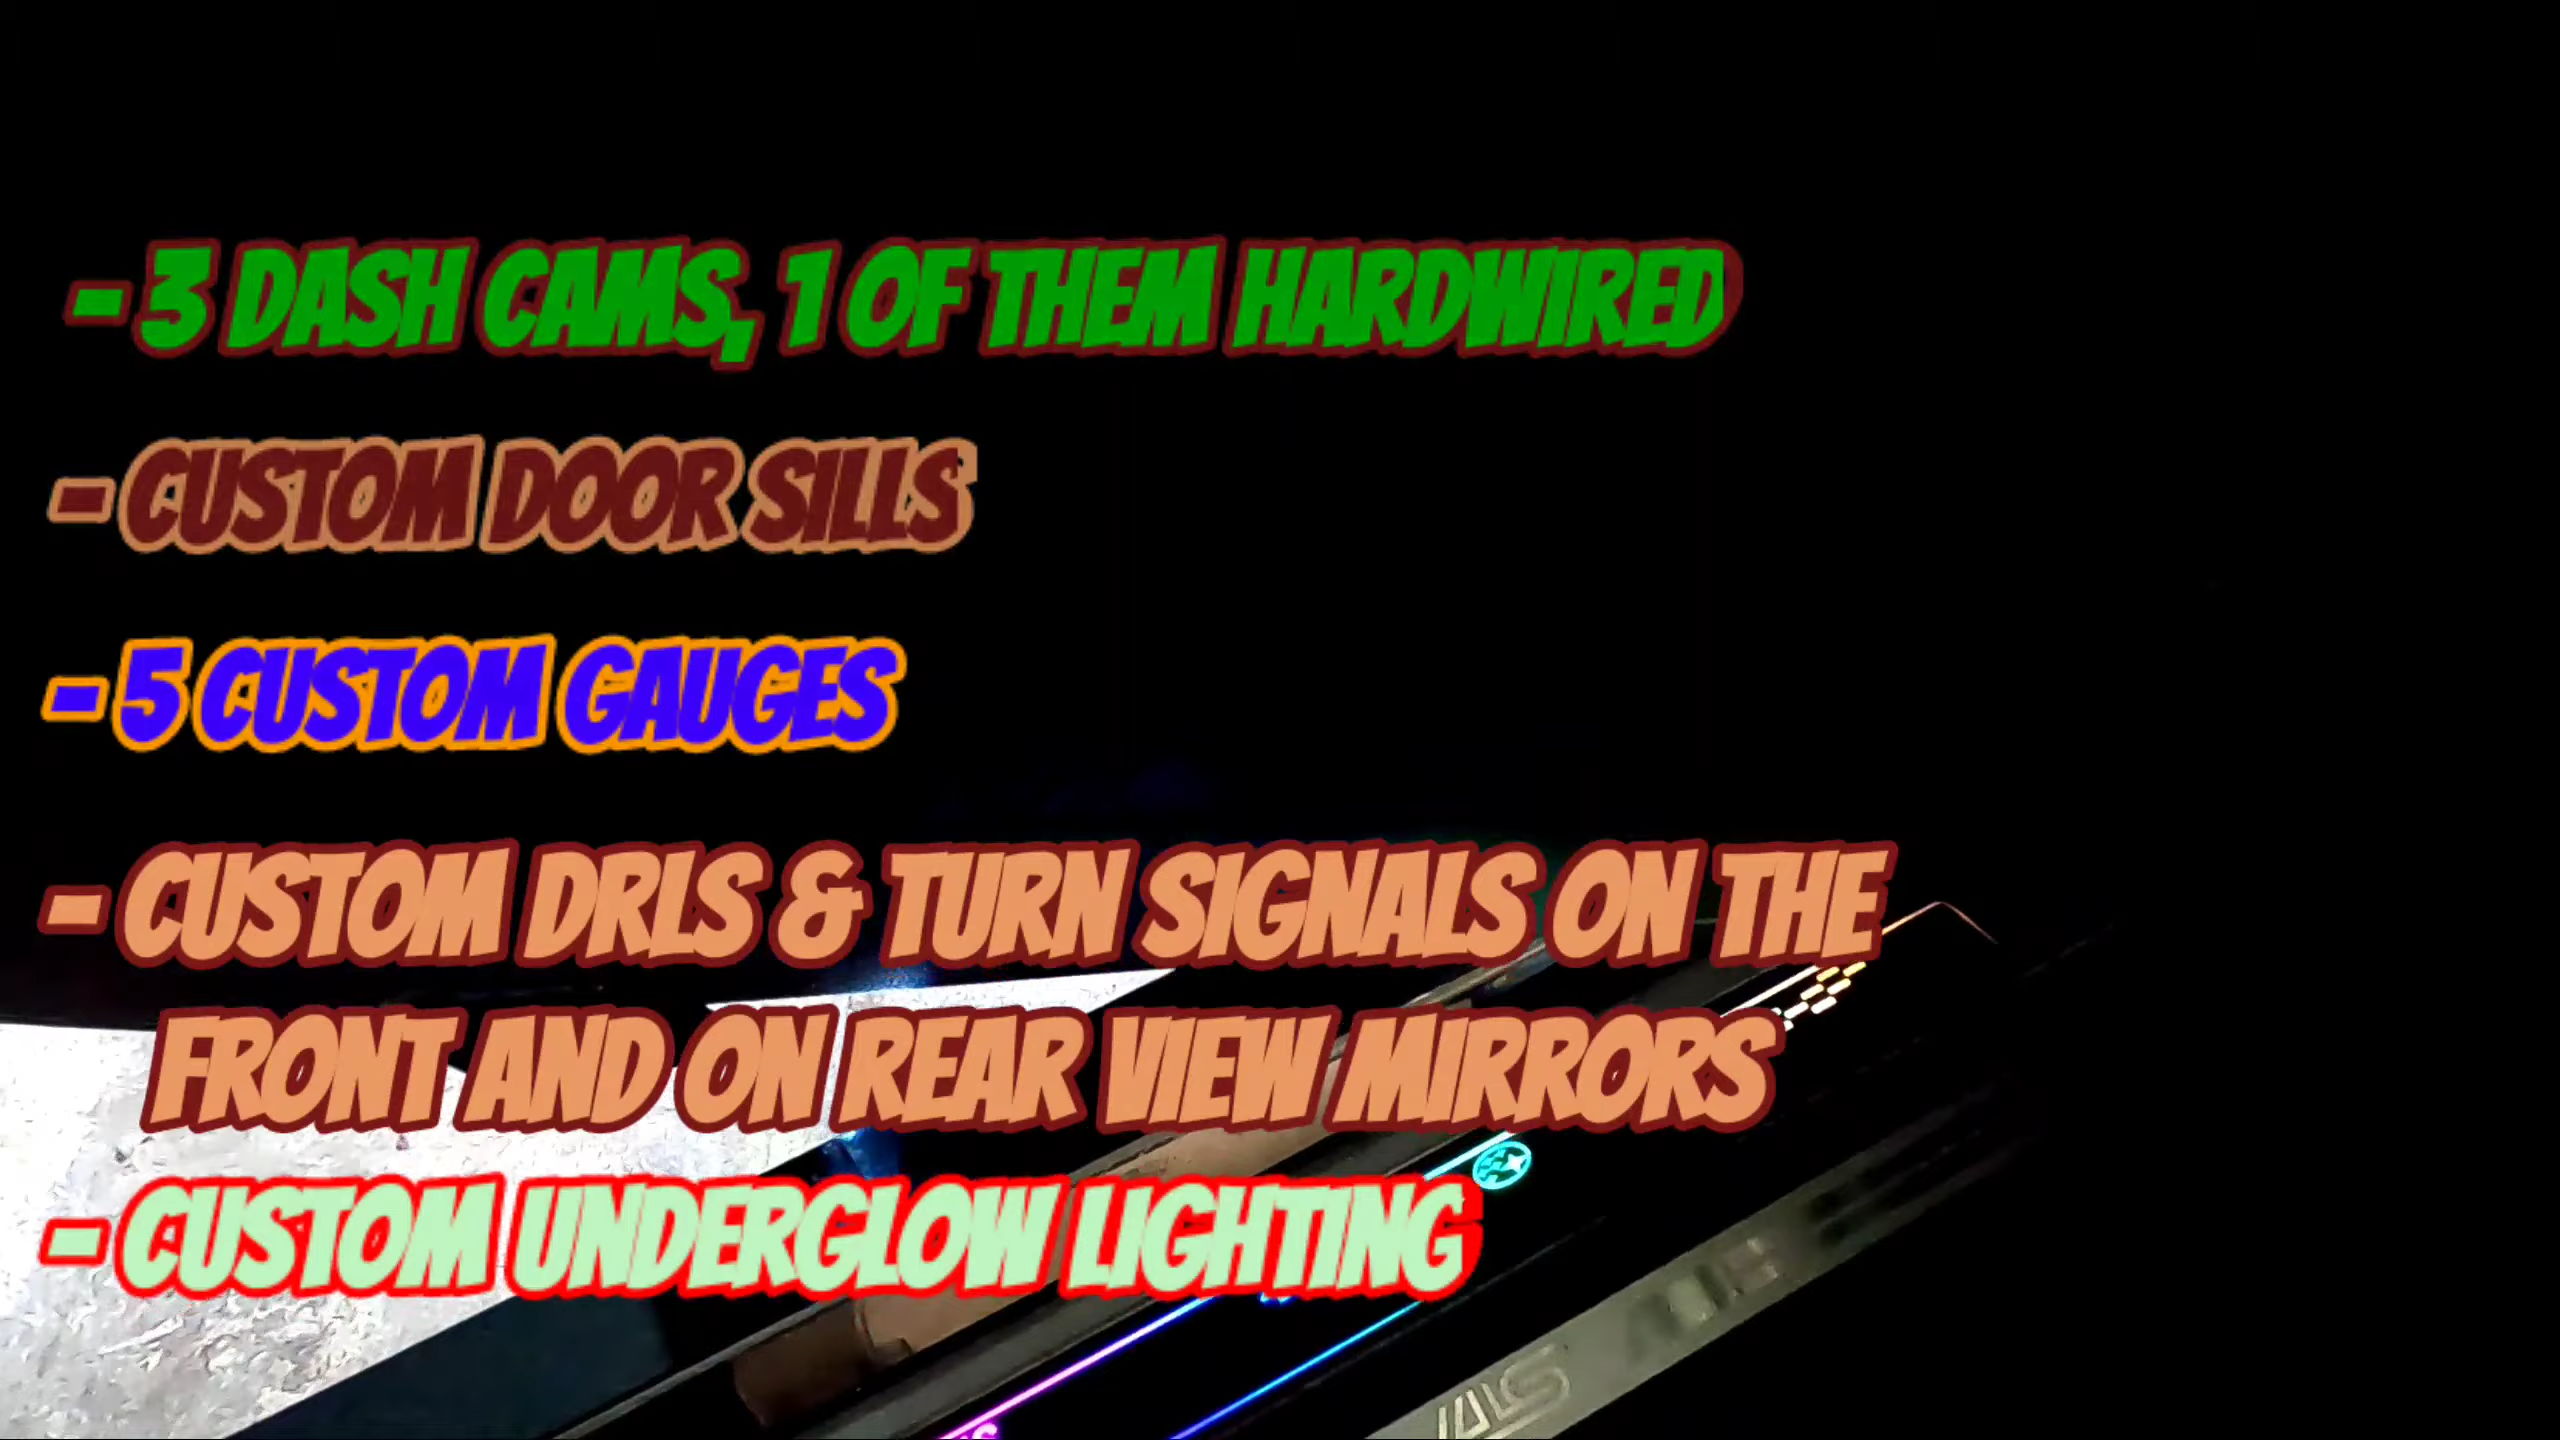 - 3 DASH CAMS, 1 OF THEM HARDWIRED
- CUSTOM DOOR SILLS
- 5 CUSTOM GAUGES
- CUSTOM DRLS & TURN SIGNALS ON THE
FRONT AND ON REAR VIEW MIRRORS
- CUSTOM UNDERGLOW LIGHTING